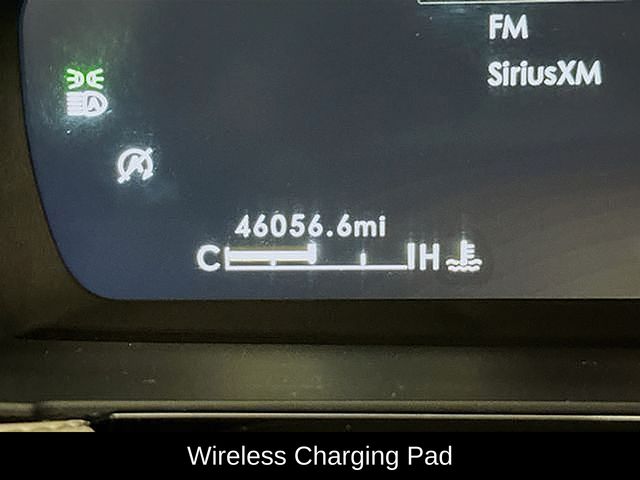 FM
SiriusXM
46056.6mi
C H
Wireless Charging Pad